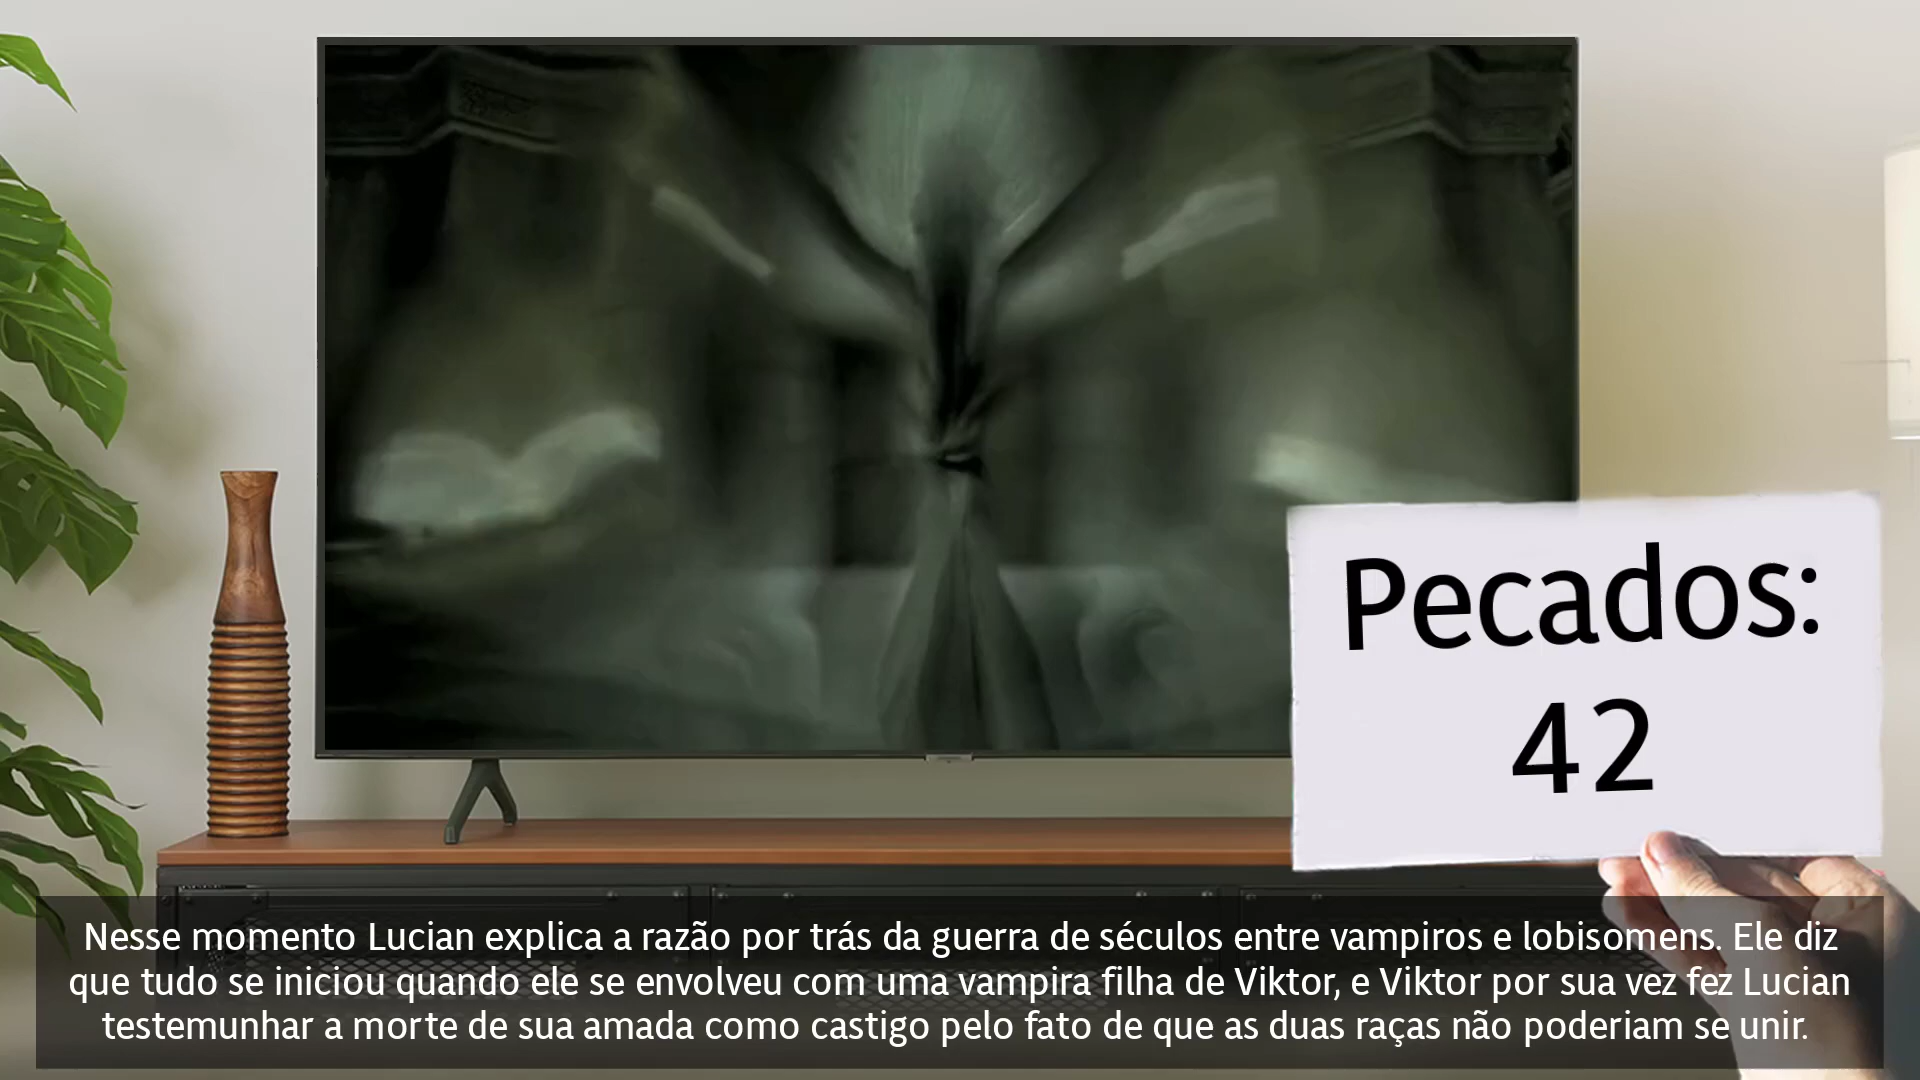 Pecados:
42
Nesse momento Lucian explica a razão por trás da guerra de séculos entre vampiros e lobisomens. Ele diz
que tudo se iniciou quando ele se envolveu com uma vampira filha de Viktor, e Viktor por sua vez fez Lucian
testemunhar a morte de sua amada como castigo pelo fato de que as duas raças não poderiam se unir.